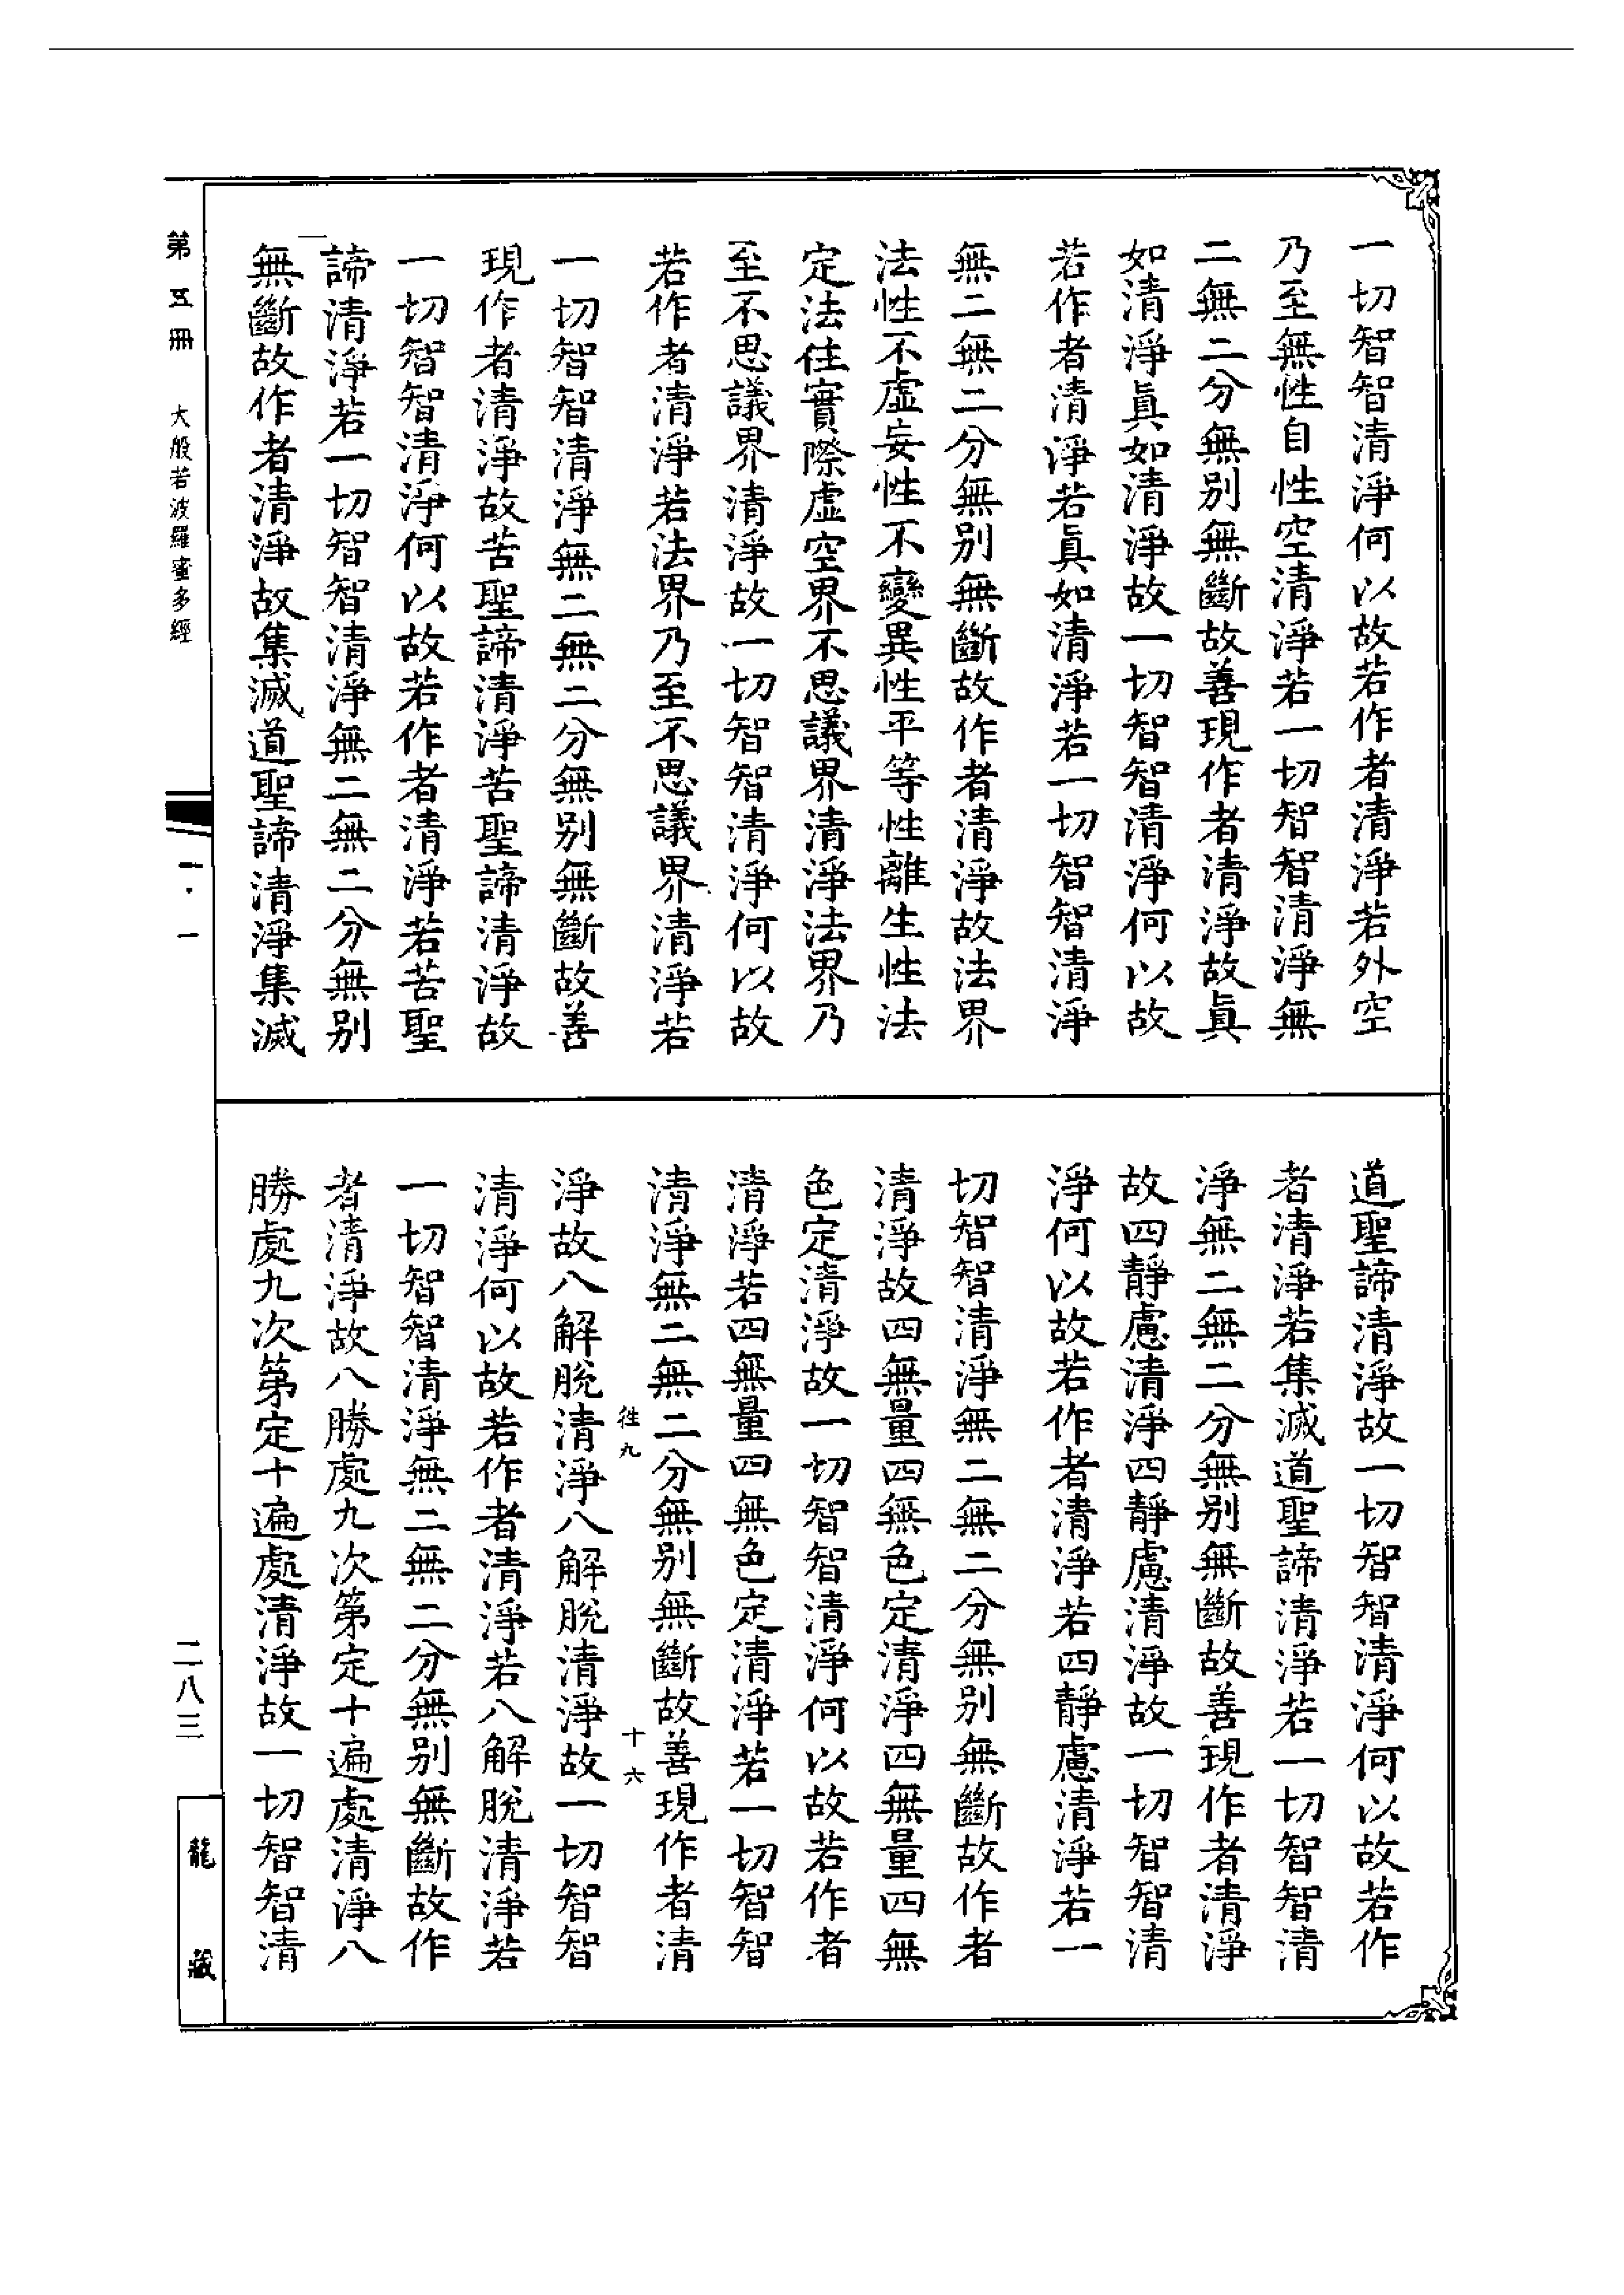 一切智智清淨何以故若作者清淨若外空
乃至無性自性空清淨若一切智智清淨無
二無二分無别無斷故善現作者清淨故眞
如清淨眞如清淨故一切智智清淨何以故
若作者清淨若眞如清淨若一切智智清淨
無二無二分無别無斷故作者清淨故法界
法性不虛妄性不變異性平等性離生性法
定法住實際虛空界不思議界清淨法界乃
至不思議界清淨故一切智智清淨何以故
若作者清淨若法界乃至不思議界清淨若
一切智智清淨無二無二分無别無斷故善
現作者清淨故苦聖諦清淨苦聖諦清淨故
一切智智清淨何以故若作者清淨若苦聖
諦清淨若一切智智清淨無二無二分無别
無斷故作者清淨故集滅道聖諦清淨集滅
道聖諦清淨故一切智智清淨何以故若作
者清淨若集滅道聖諦清淨若一切智智清
淨無二無二分無别無斷故善現作者清淨
故四靜慮清淨四靜慮清淨故一切智智清
淨何以故若作者清淨若四靜慮清淨若一
切智智清淨無二無二分無别無斷故作者
清淨故四無量四無色定清淨四無量四無
色定清淨故一切智智清淨何以故若作者
清淨若四無量四無色定清淨若一切智智
清淨無二無二分無别無斷故善現作者清
徃九 十六
淨故八解脫清淨八解脫清淨故一切智智
清淨何以故若作者清淨若八解脫清淨若
一切智智清淨無二無二分無别無斷故作
者清淨故八勝處九次第定十遍處清淨八
勝處九次第定十遍處清淨故一切智智清
第五冊 大般若波羅蜜多經
一·一
二八三
龍藏